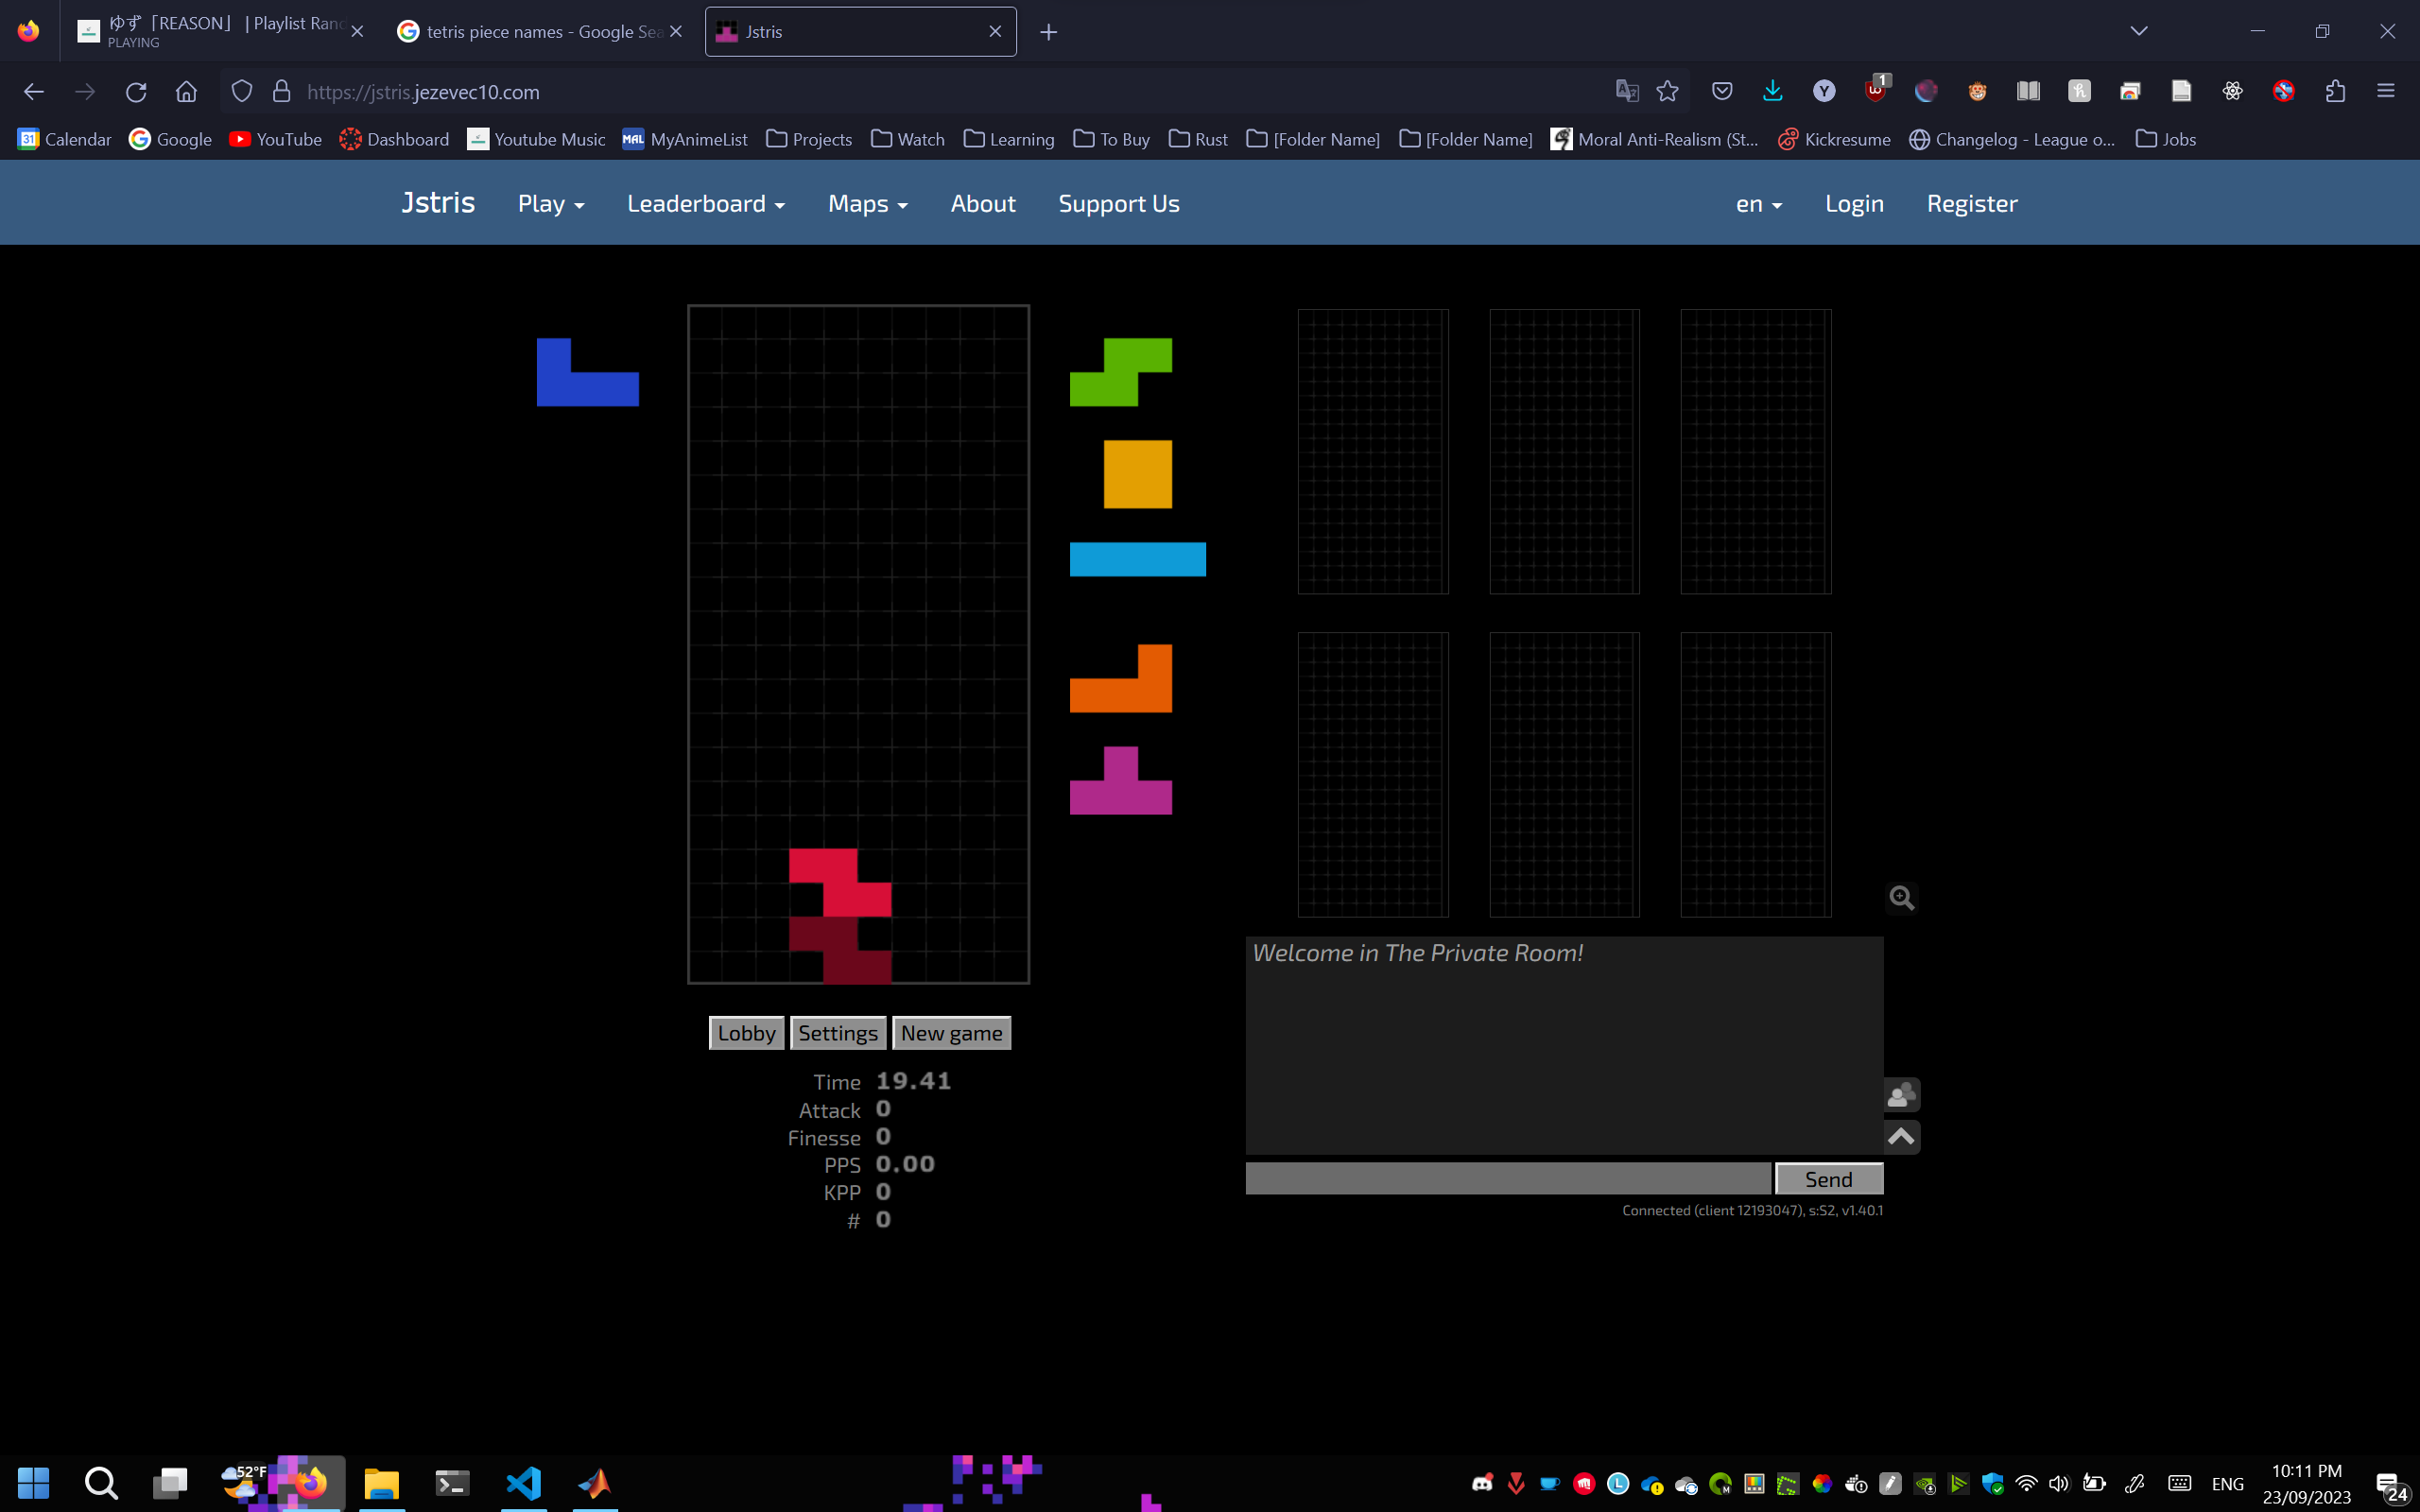 ゆず「REASON」 | Playlist Ranc
PLAYING
tetris piece names - Google Sea
Jstris
https://jstris.jezevec10.com
1
31 Calendar
Google
YouTube
Dashboard
Youtube Music
MAL MyAnimeList
Projects
Watch
Learning
To Buy
Rust
[Folder Name]
[Folder Name]
Moral Anti-Realism (St...
Kickresume
Changelog - League o...
Jobs
Jstris
Play
Leaderboard
Maps
About
Support Us
en
Login
Register
Lobby
Settings
New game
Time 19.41
Attack 0
Finesse 0
PPS 0.00
KPP 0
# 0
Welcome in The Private Room!
Send
Connected (client 12193047), s:S2, v1.40.1
52°F
ENG
10:11 PM
23/09/2023
24